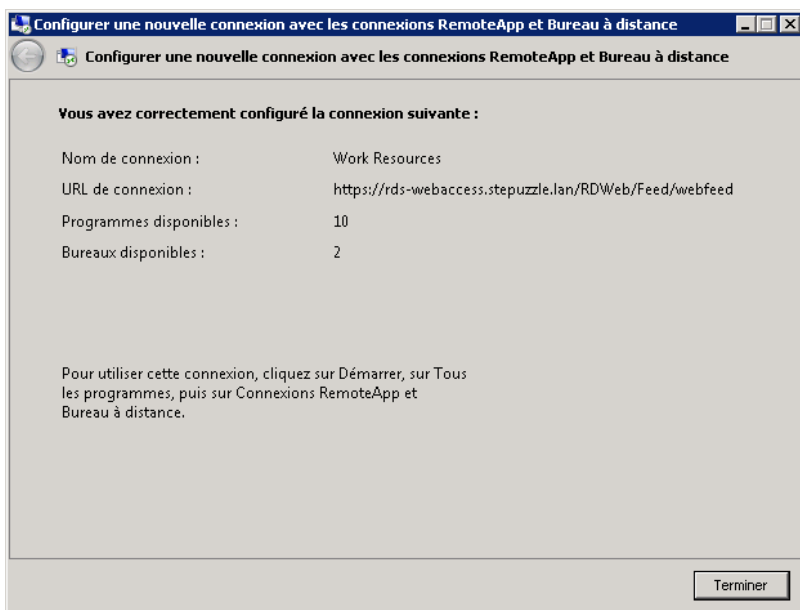 Configurer une nouvelle connexion avec les connexions RemoteApp et Bureau à distance
Configurer une nouvelle connexion avec les connexions RemoteApp et Bureau à distance
Vous avez correctement configuré la connexion suivante :
Nom de connexion : Work Resources
URL de connexion : https://rds-webaccess.stepuzzle.lan/RDWeb/Feed/webfeed
Programmes disponibles : 10
Bureaux disponibles : 2
Pour utiliser cette connexion, cliquez sur Démarrer, sur Tous
les programmes, puis sur Connexions RemoteApp et
Bureau à distance.
Terminer